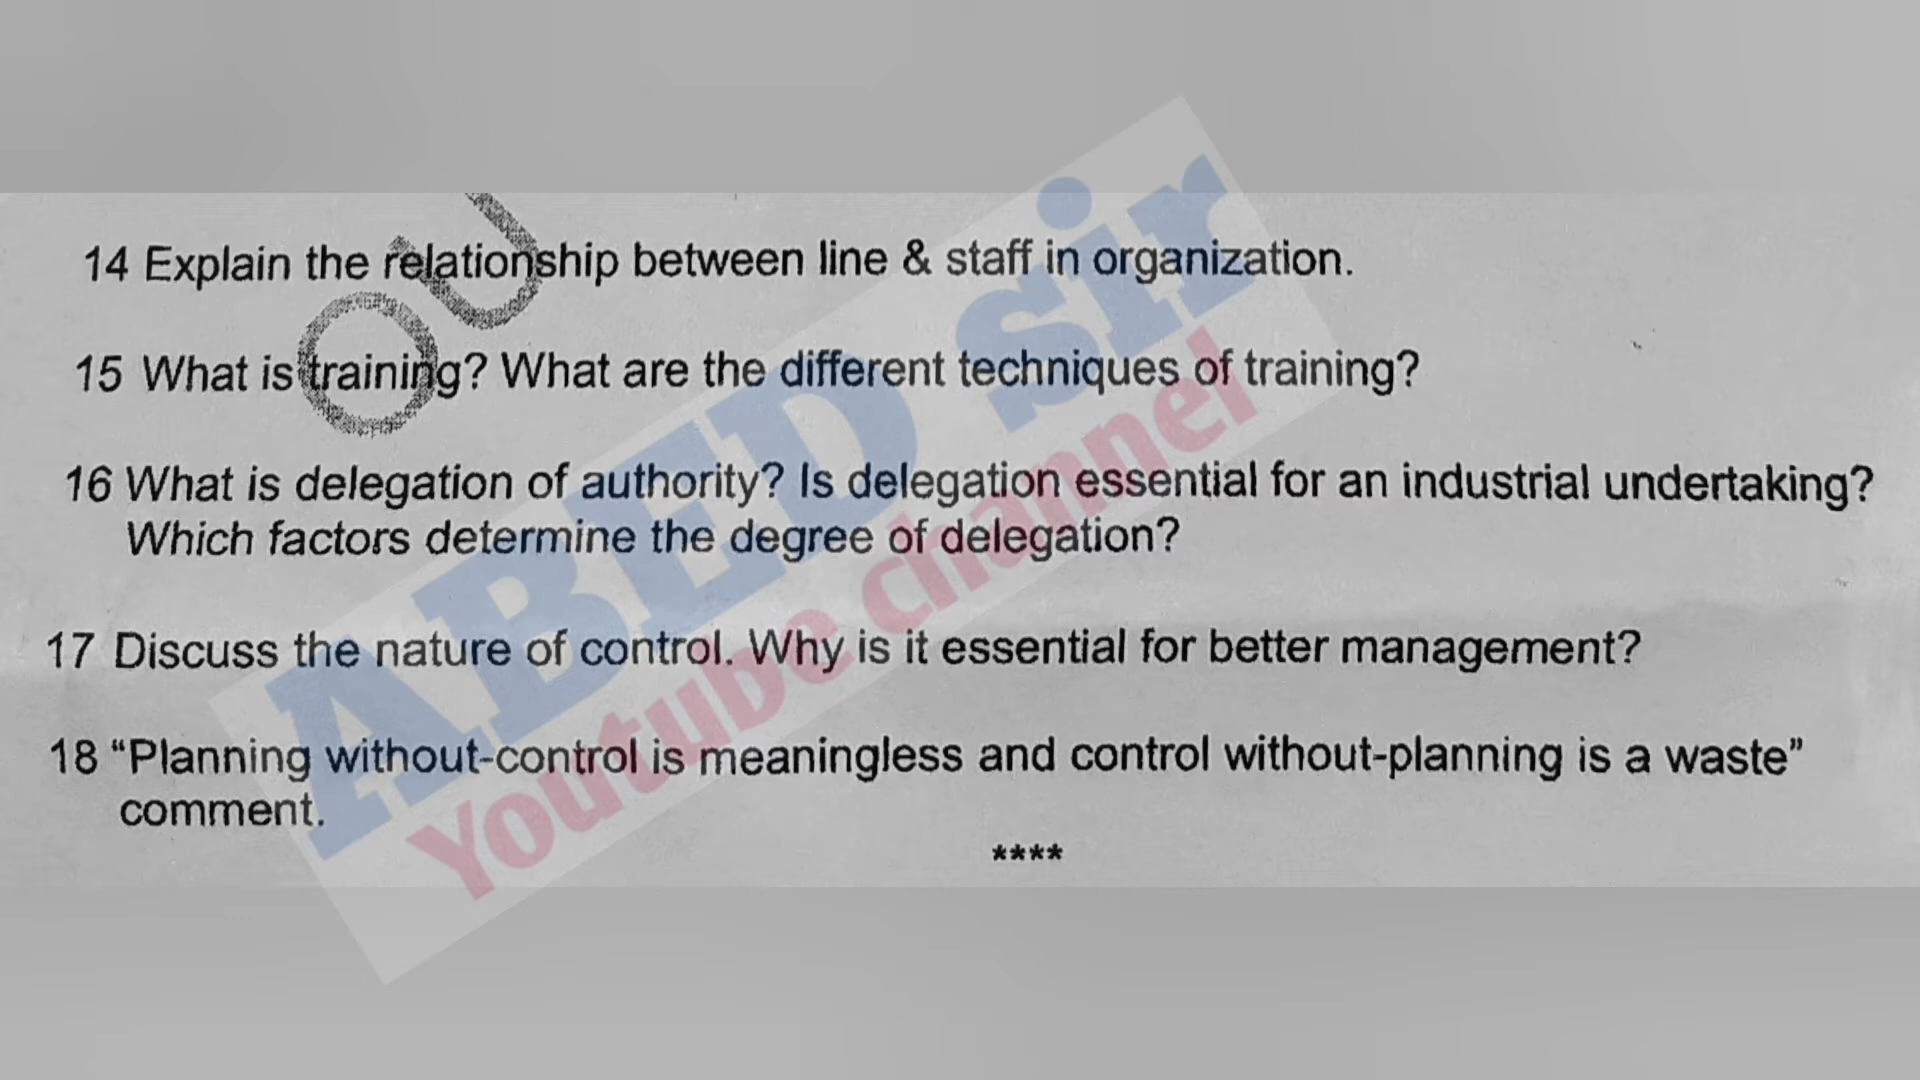 14 Explain the relationship between line & staff in organization.
15 What is training? What are the different techniques of training?
16 What is delegation of authority? Is delegation essential for an industrial undertaking?
Which factors determine the degree of delegation?
17 Discuss the nature of control. Why is it essential for better management?
18 “Planning without-control is meaningless and control without-planning is a waste”
comment.
****
OU
ABED sir
Youtube channel